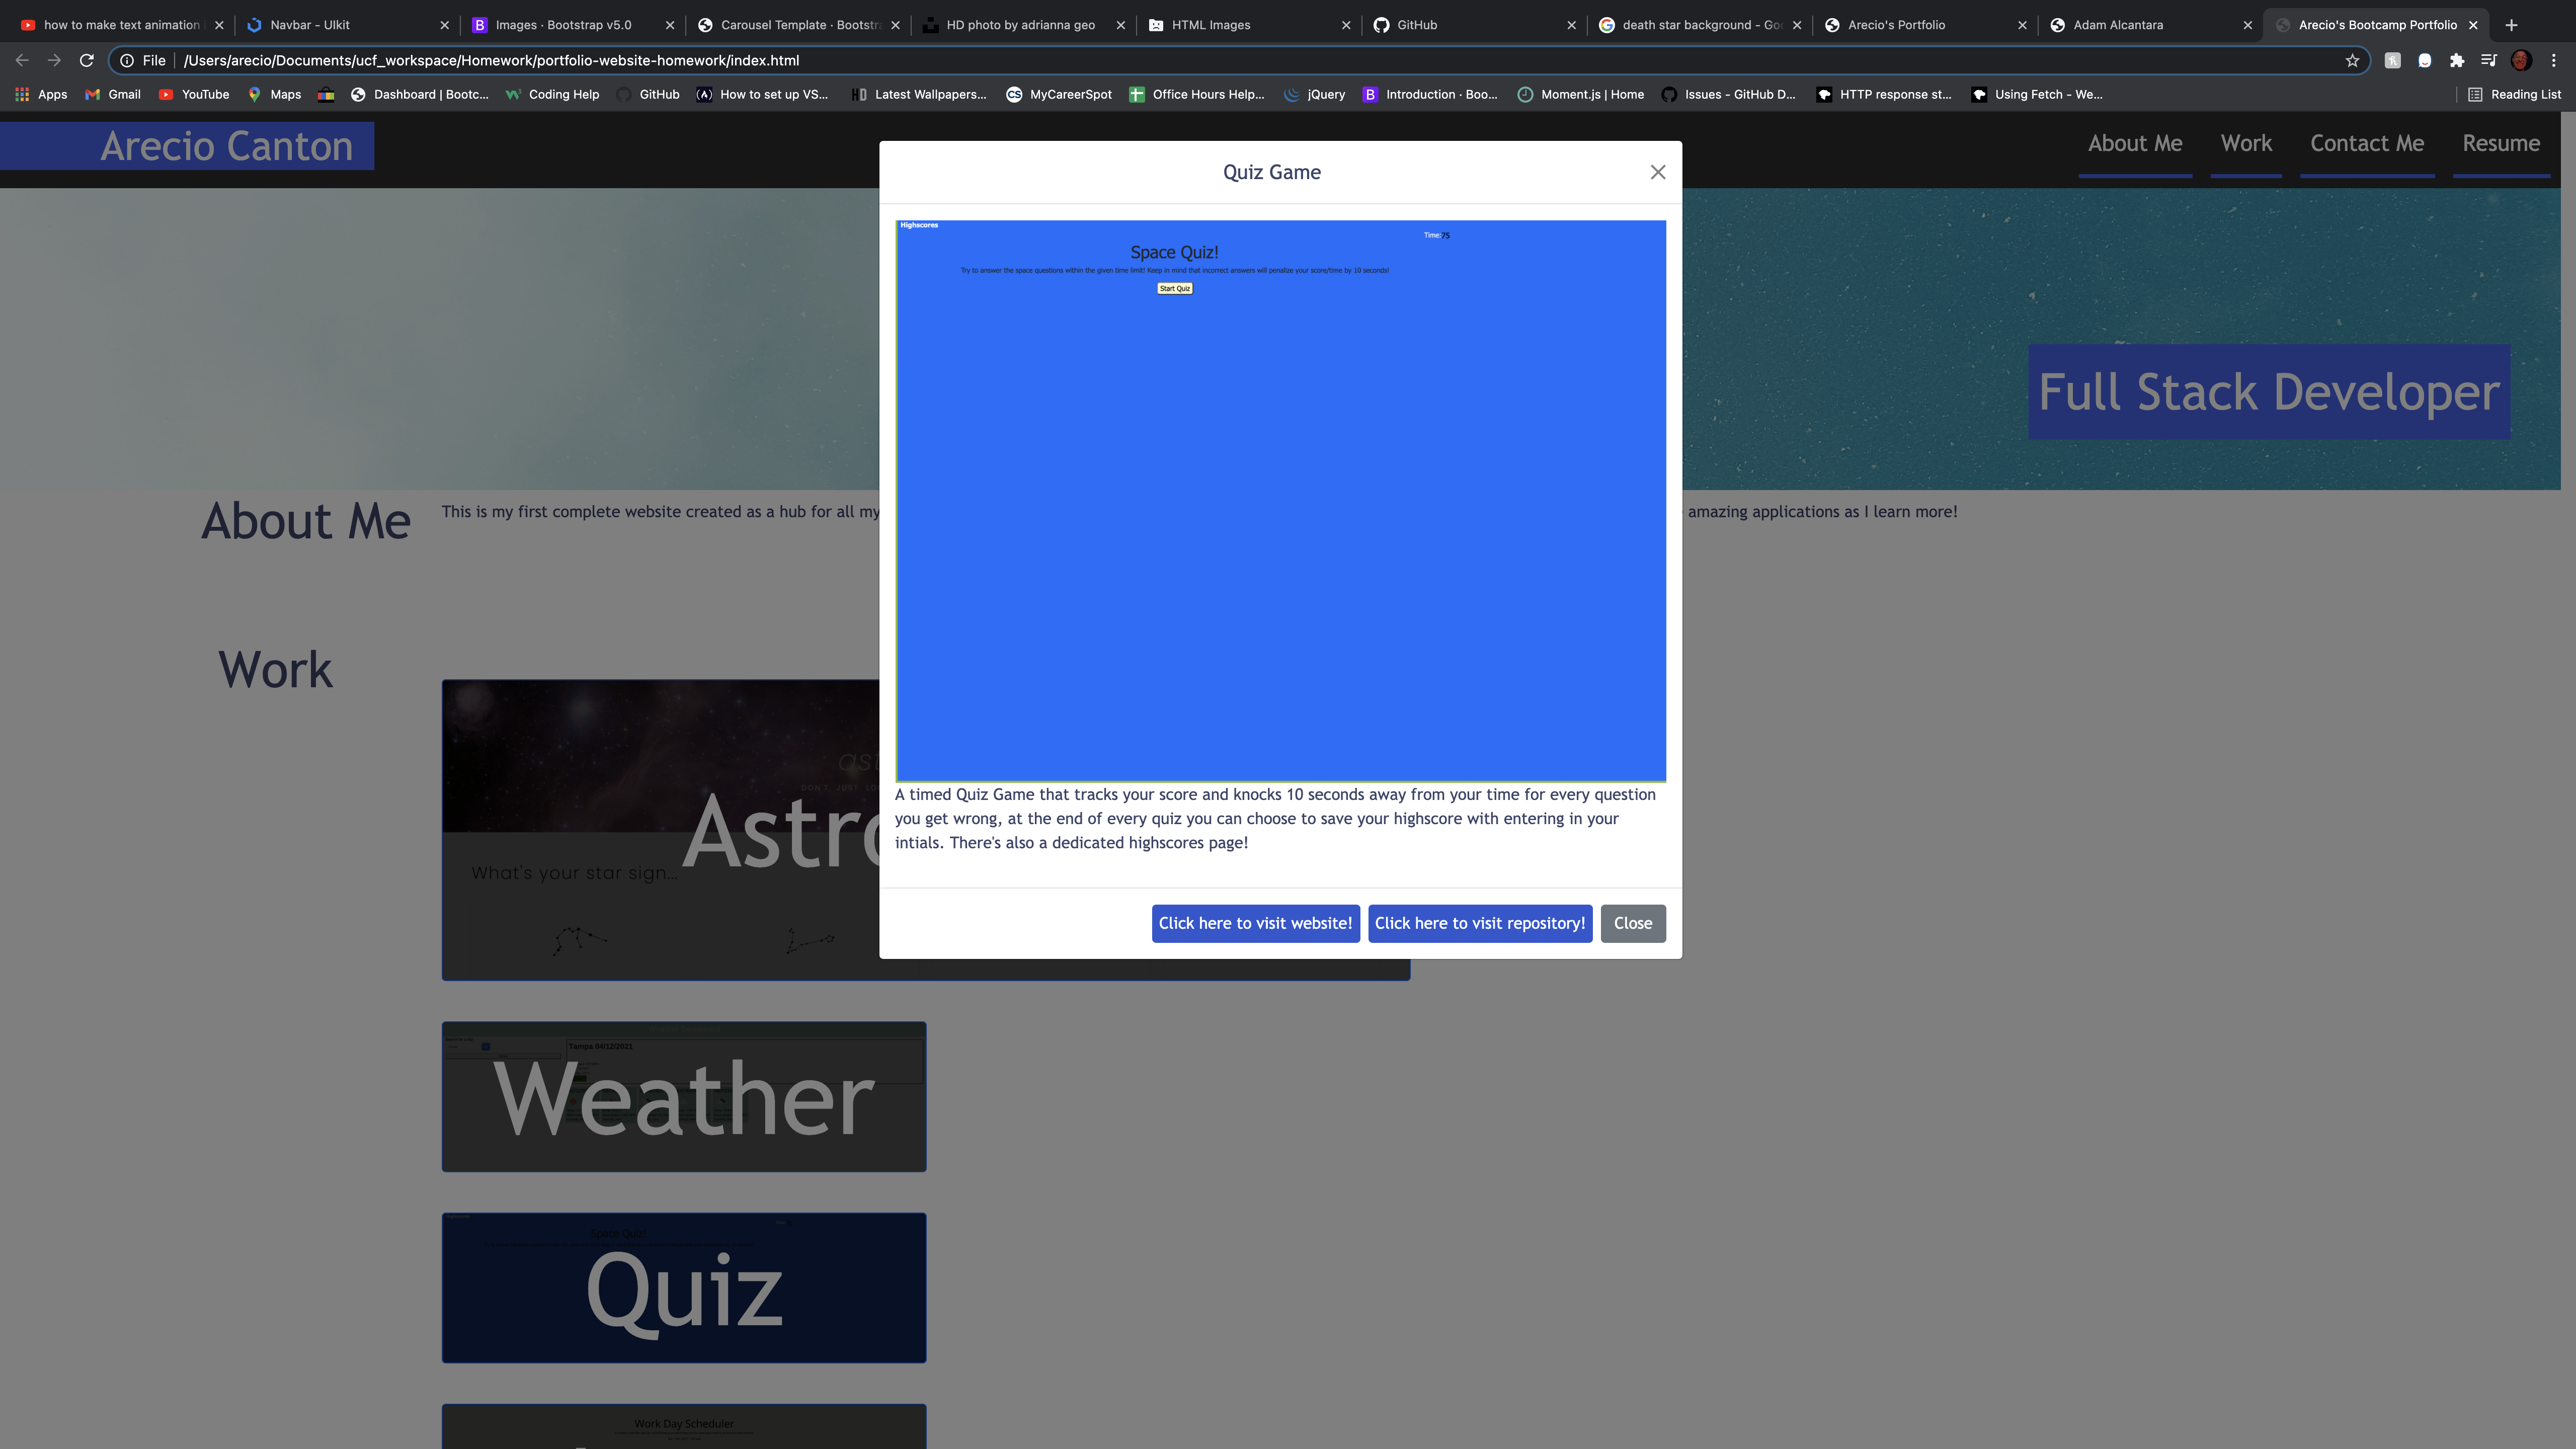 how to make text animation
Navbar - UIkit
Images · Bootstrap v5.0
Carousel Template · Bootstra
HD photo by adrianna geo
HTML Images
GitHub
death star background - Goo
Arecio's Portfolio
Adam Alcantara
Arecio's Bootcamp Portfolio
File
/Users/arecio/Documents/ucf_workspace/Homework/portfolio-website-homework/index.html
Apps
Gmail
YouTube
Maps
Dashboard | Bootc...
Coding Help
GitHub
How to set up VS...
HD
Latest Wallpapers...
CS
MyCareerSpot
Office Hours Help...
jQuery
B
Introduction · Boo...
Moment.js | Home
Issues - GitHub D...
HTTP response st...
Using Fetch - We...
Reading List
Arecio Canton
About Me
Work
Contact Me
Resume
Full Stack Developer
Quiz Game
Highscores
Time:75
Space Quiz!
Try to answer the space questions within the given time limit! Keep in mind that incorrect answers will penalize your score/time by 10 seconds!
Start Quiz
A timed Quiz Game that tracks your score and knocks 10 seconds away from your time for every question
you get wrong, at the end of every quiz you can choose to save your highscore with entering in your
intials. There's also a dedicated highscores page!
Click here to visit website!
Click here to visit repository!
Close
About Me
This is my first complete website created as a hub for all my
amazing applications as I learn more!
Work
Astro
What's your star sign...
Tampa 04/12/2021
Weather
Space Quiz!
Quiz
Work Day Scheduler